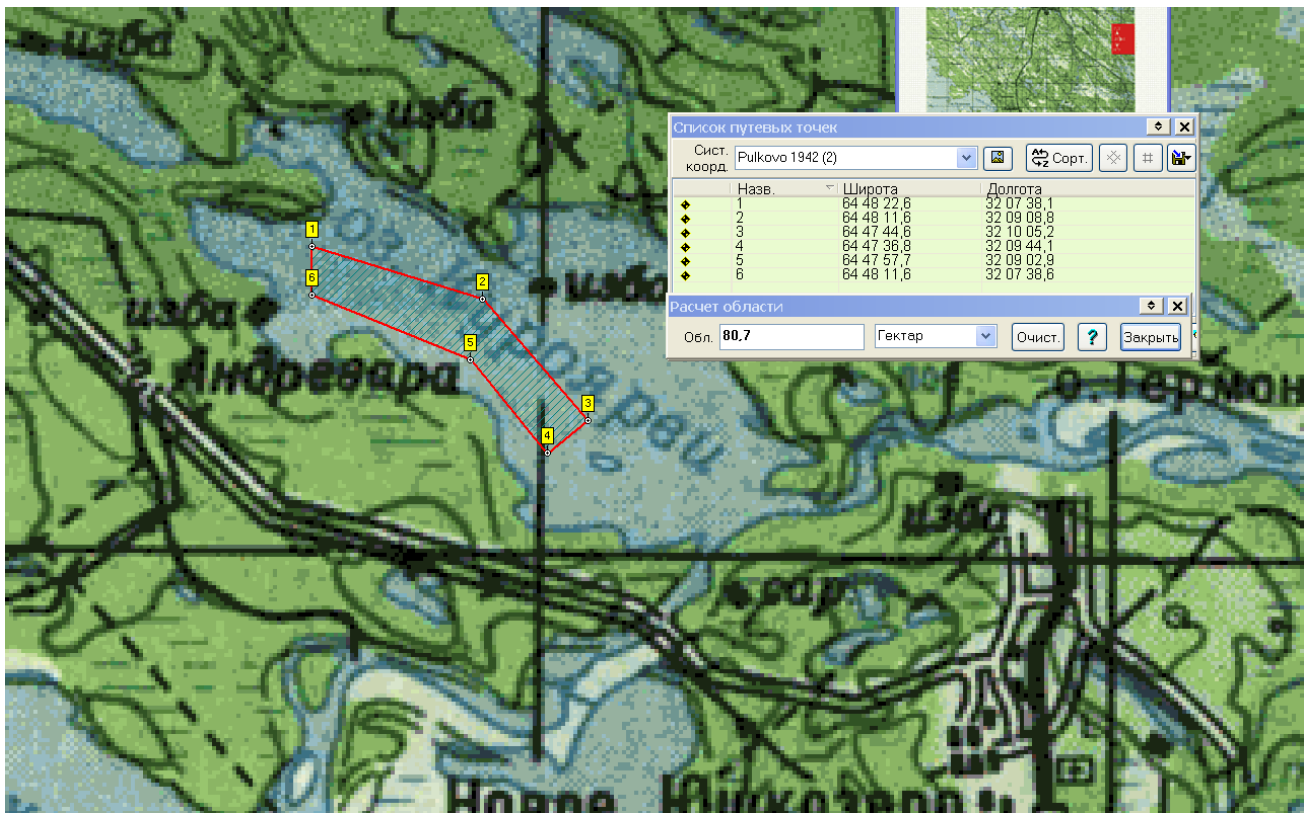 изба
изба
Список путевых точек
Сист. коорд. Pulkovo 1942 (2) Сорт.
Назв. Широта Долгота
1 64 48 22,6 32 07 38,1
2 64 48 11,6 32 09 08,8
3 64 47 44,6 32 10 05,2
4 64 47 36,8 32 09 44,1
5 64 47 57,7 32 09 02,9
6 64 48 11,6 32 07 38,6
Расчет области
Обл. 80,7 Гектар Очист. ? Закрыть
1
2
6
изба
изба
5
Андревара
3
4
изба
сар.
Новое Юшкозеро